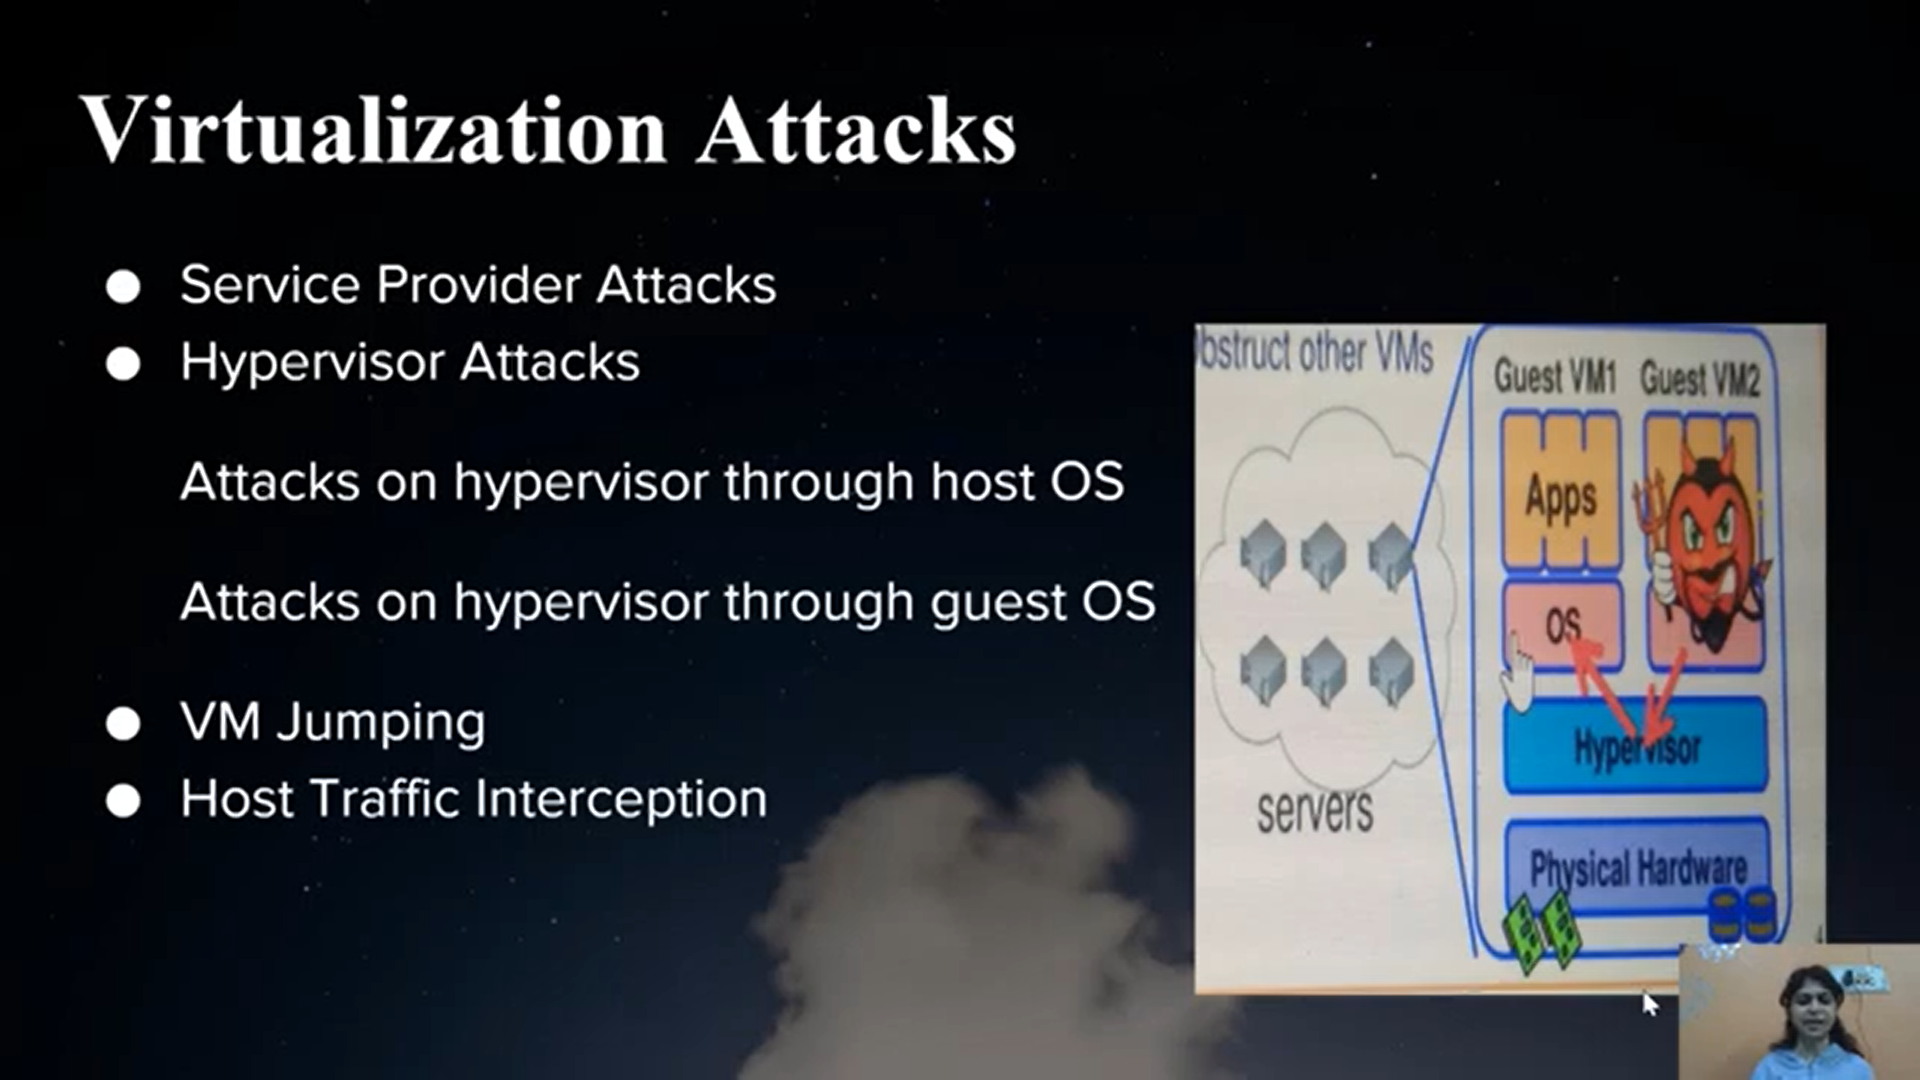 Virtualization Attacks
● Service Provider Attacks
● Hypervisor Attacks
Attacks on hypervisor through host OS
Attacks on hypervisor through guest OS
● VM Jumping
● Host Traffic Interception
bstruct other VMs
Guest VM1 Guest VM2
Apps
OS
Hypervisor
servers
Physical Hardware